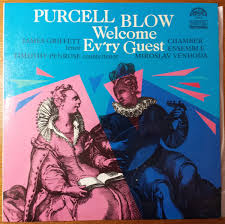 PURCELL BLOW
Welcome
Ev'ry Guest
JAMES GRIFFETT
tenor
TIMOTHY PENROSE countertenor
CHAMBER
ENSEMBLE
MIROSLAV VENHODA